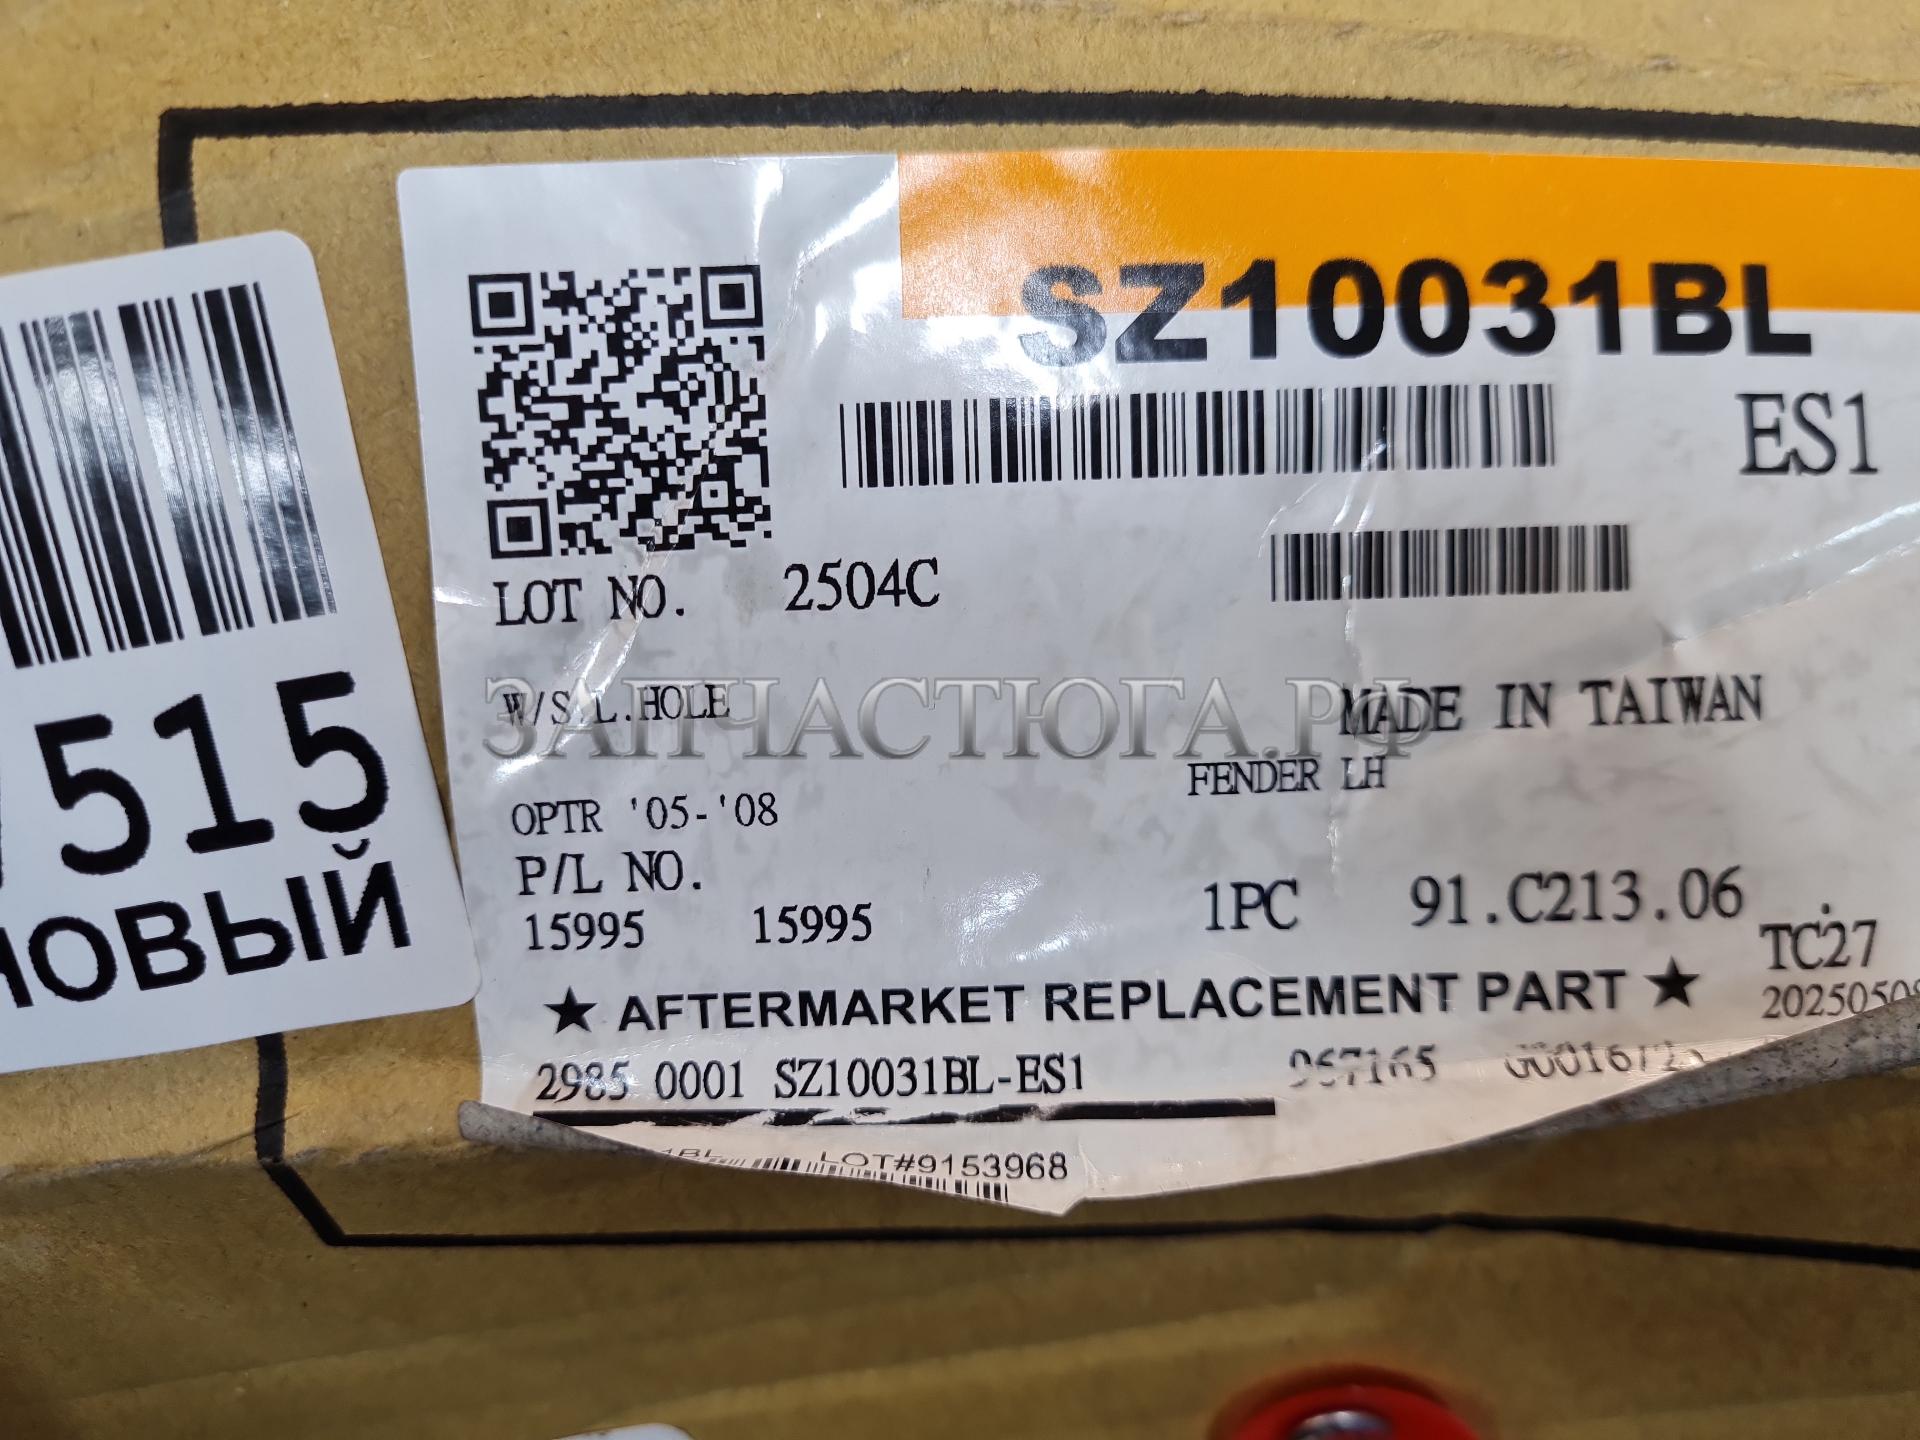 SZ10031BL
ES1
LOT NO. 2504C
W/S.L.HOLE
MADE IN TAIWAN
ЗАПЧАСТЮГА.РФ
FENDER LH
OPTR '05-'08
P/L NO.
15995 15995
1PC 91.C213.06
TC27
★ AFTERMARKET REPLACEMENT PART ★
2985 0001 SZ10031BL-ES1 967165
LOT#9153968
515
НОВЫЙ